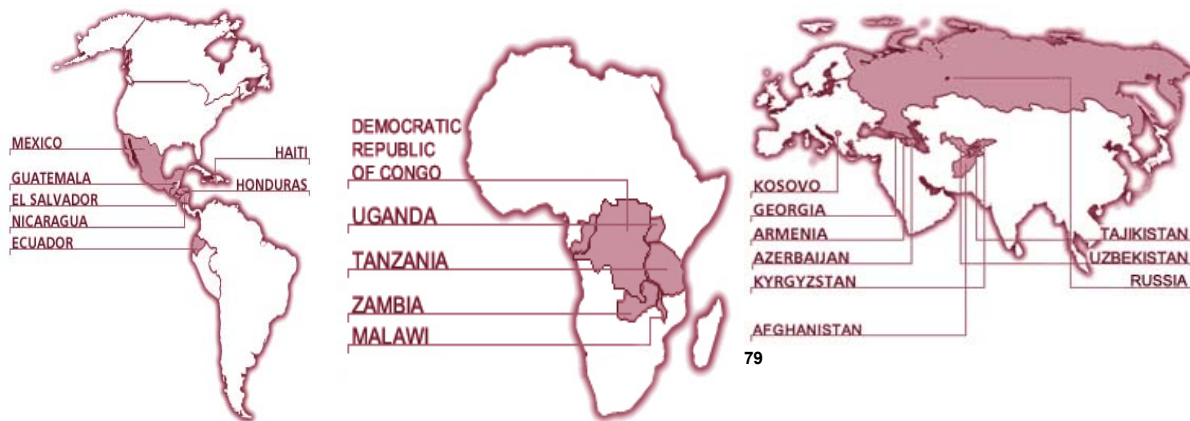 MEXICO
HAITI
GUATEMALA
HONDURAS
EL SALVADOR
NICARAGUA
ECUADOR
DEMOCRATIC
REPUBLIC
OF CONGO
UGANDA
TANZANIA
ZAMBIA
MALAWI
KOSOVO
GEORGIA
ARMENIA
TAJIKISTAN
AZERBAIJAN
UZBEKISTAN
KYRGYZSTAN
RUSSIA
AFGHANISTAN
79